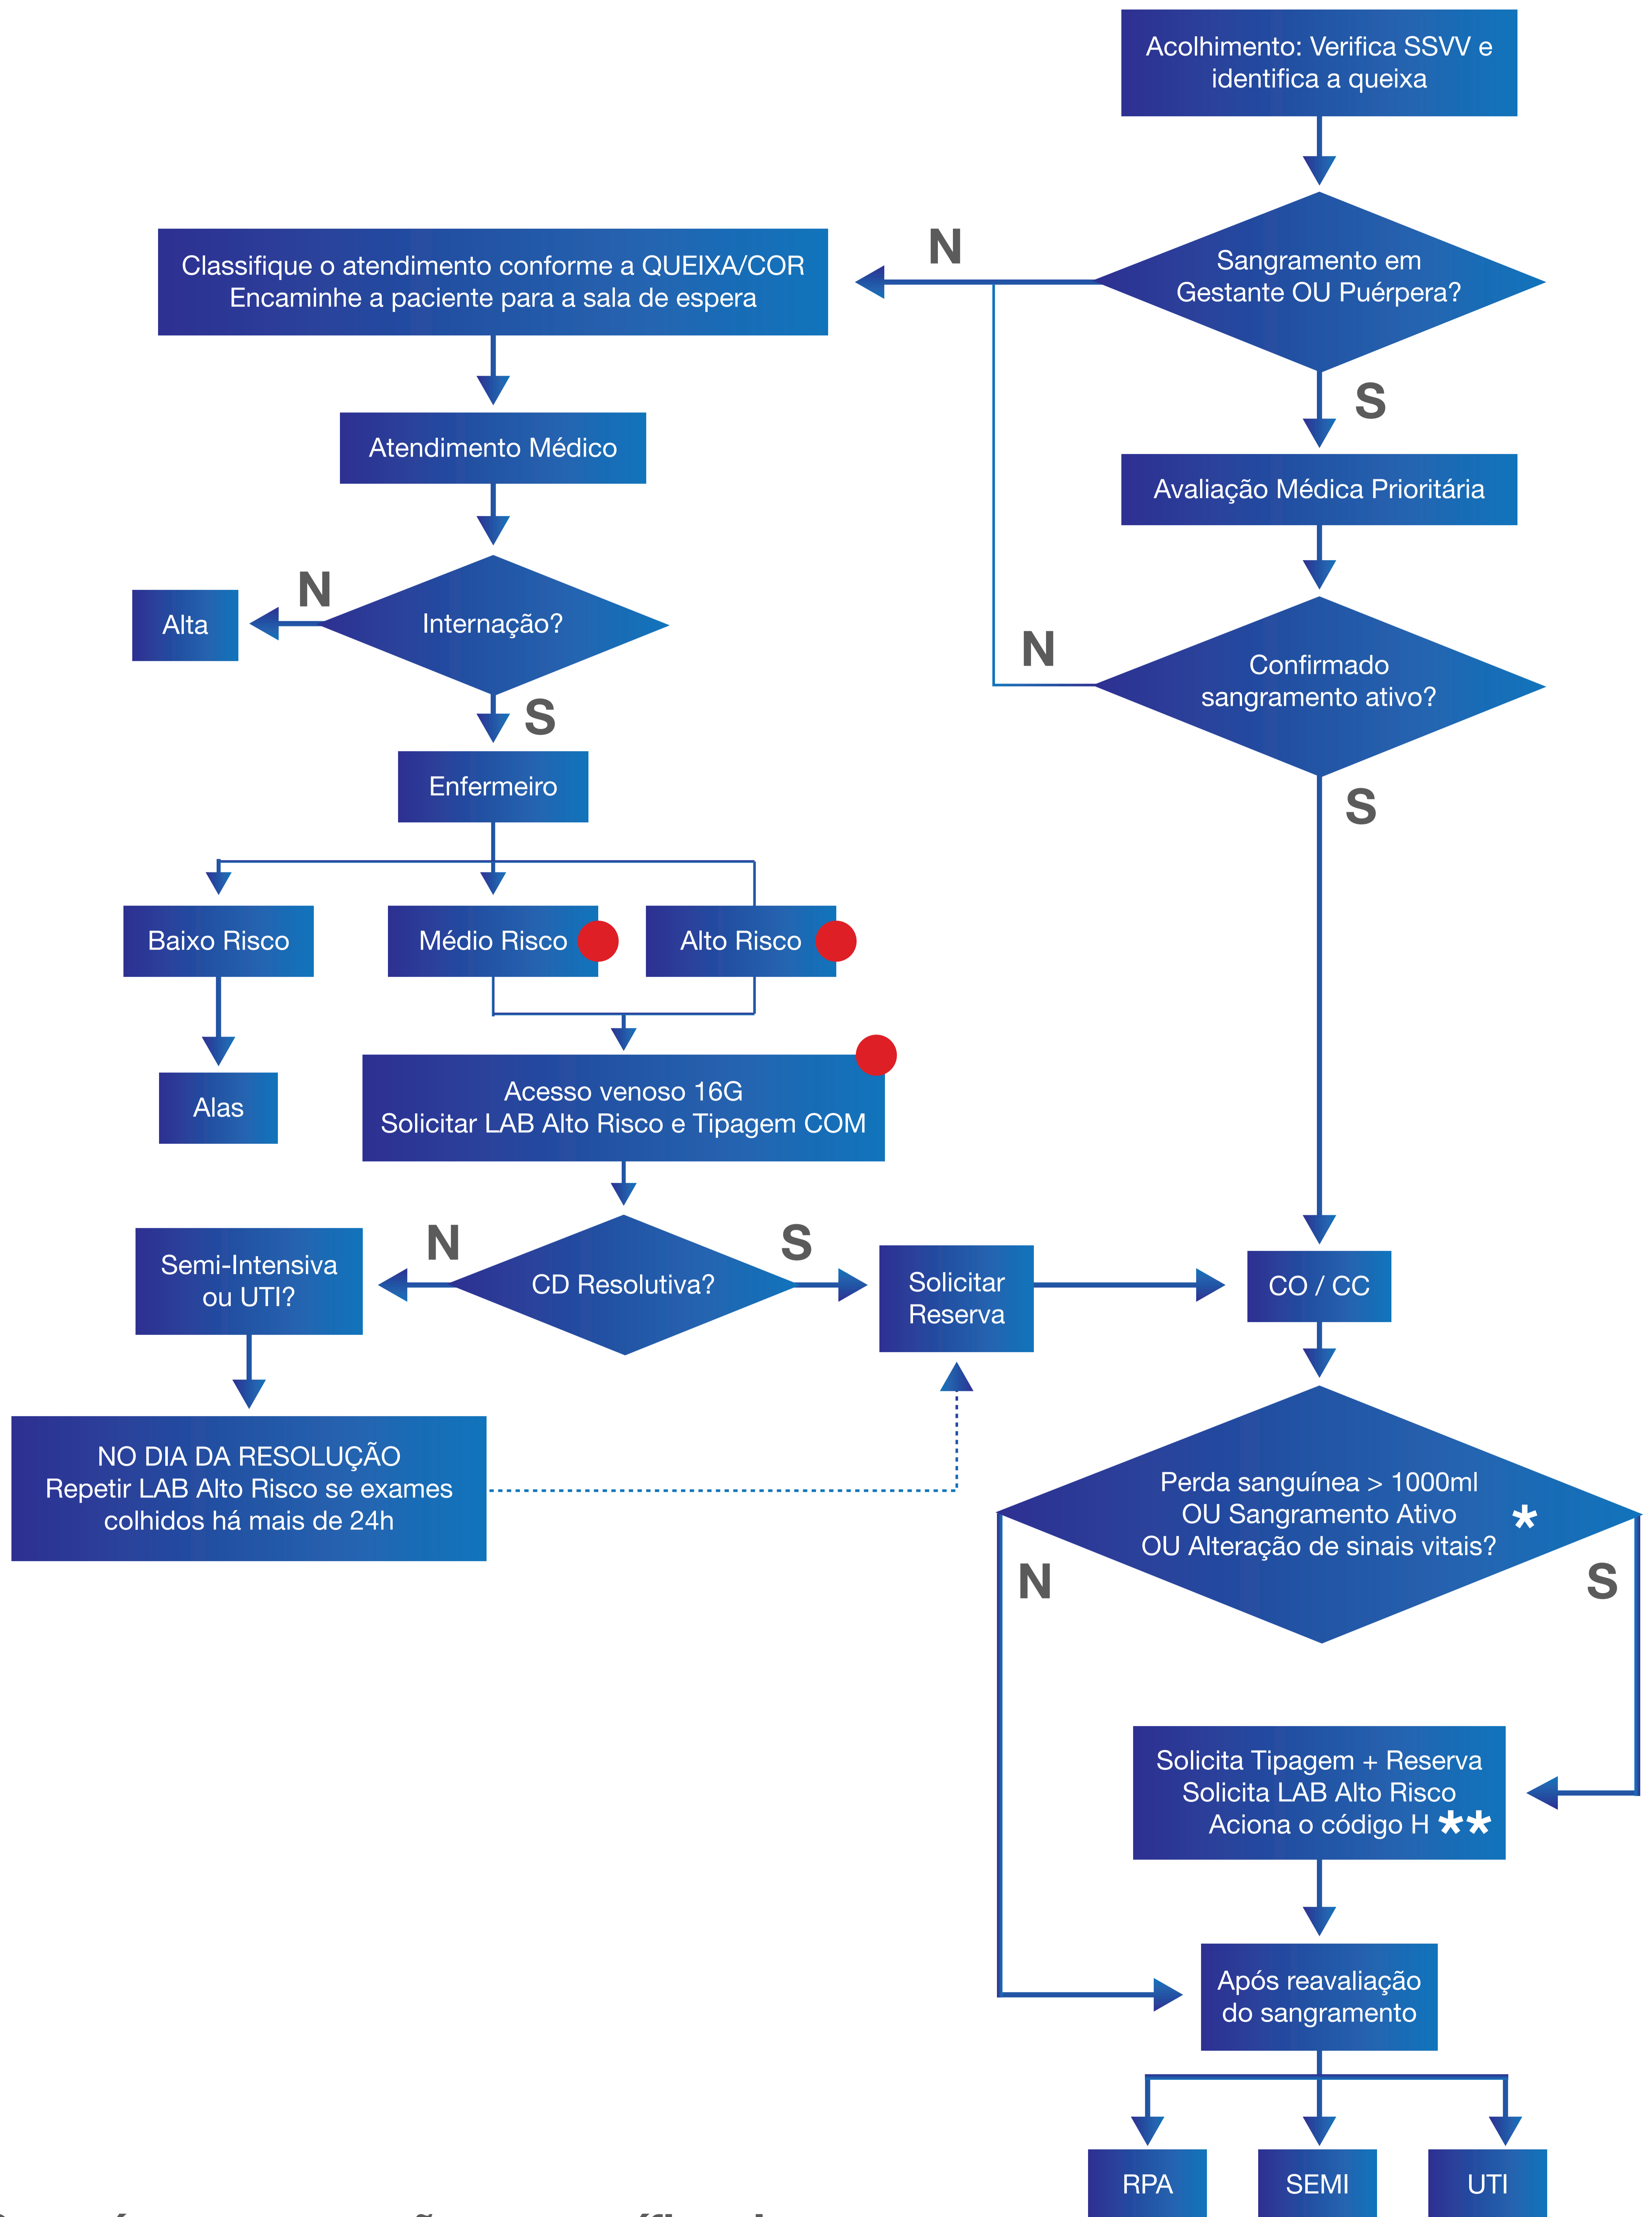 Acolhimento: Verifica SSVV e
identifica a queixa
Sangramento em
Gestante OU Puérpera?
N
S
Classifique o atendimento conforme a QUEIXA/COR
Encaminhe a paciente para a sala de espera
Atendimento Médico
Internação?
N
Alta
S
Enfermeiro
Baixo Risco
Médio Risco
Alto Risco
Alas
Acesso venoso 16G
Solicitar LAB Alto Risco e Tipagem COM
CD Resolutiva?
N
S
Semi-Intensiva
ou UTI?
NO DIA DA RESOLUÇÃO
Repetir LAB Alto Risco se exames
colhidos há mais de 24h
Solicitar
Reserva
Avaliação Médica Prioritária
Confirmado
sangramento ativo?
N
S
CO / CC
Perda sanguínea > 1000ml
OU Sangramento Ativo *
OU Alteração de sinais vitais?
N
S
Solicita Tipagem + Reserva
Solicita LAB Alto Risco
Aciona o código H **
Após reavaliação
do sangramento
RPA
SEMI
UTI